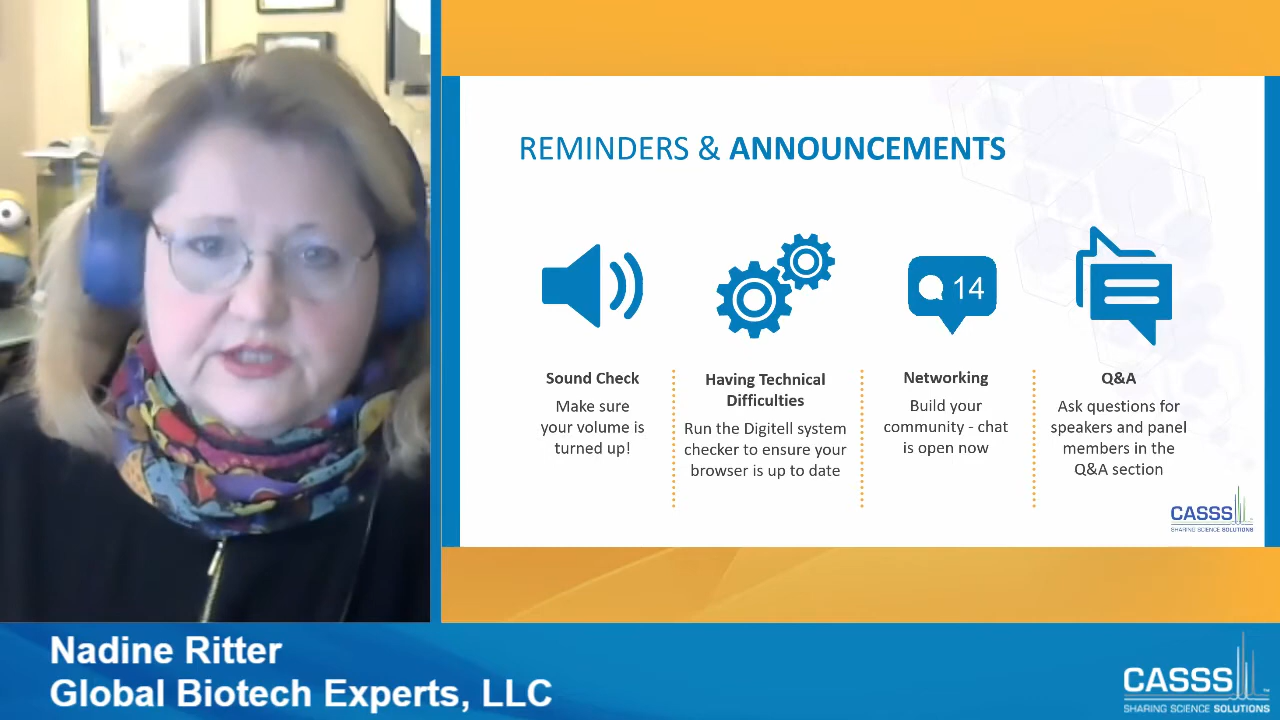 REMINDERS & ANNOUNCEMENTS
14
Sound Check
Make sure
your volume is
turned up!
Having Technical
Difficulties
Run the Digitell system
checker to ensure your
browser is up to date
Networking
Build your
community - chat
is open now
Q&A
Ask questions for
speakers and panel
members in the
Q&A section
CASSS
SHARING SCIENCE SOLUTIONS
Nadine Ritter
Global Biotech Experts, LLC
CASSS
SHARING SCIENCE SOLUTIONS